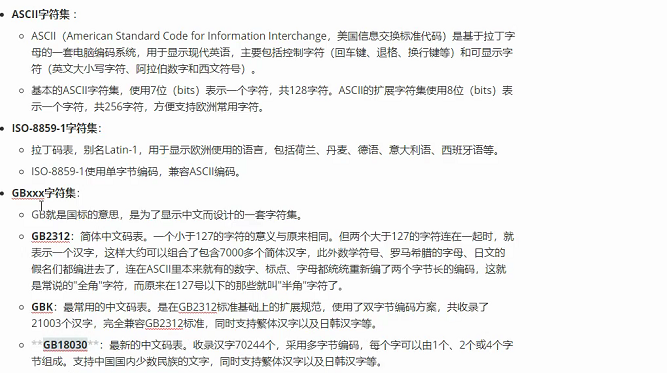 ASCII字符集：
ASCII（American Standard Code for Information Interchange，美国信息交换标准代码）是基于拉丁字
母的一套电脑编码系统，用于显示现代英语，主要包括控制字符（回车键、退格、换行键等）和可显示字
符（英文大小写字符、阿拉伯数字和西文符号）。
基本的ASCII字符集，使用7位（bits）表示一个字符，共128字符。ASCII的扩展字符集使用8位（bits）表
示一个字符，共256字符，方便支持欧洲常用字符。
ISO-8859-1字符集：
拉丁码表，别名Latin-1，用于显示欧洲使用的语言，包括荷兰、丹麦、德语、意大利语、西班牙语等。
ISO-8859-1使用单字节编码，兼容ASCII编码。
GBxxx字符集：
GB就是国标的意思，是为了显示中文而设计的一套字符集。
GB2312：简体中文码表。一个小于127的字符的意义与原来相同。但两个大于127的字符连在一起时，就
表示一个汉字，这样大约可以组合了包含7000多个简体汉字，此外数学符号、罗马希腊的字母、日文的
假名们都编进去了，连在ASCII里本来就有的数字、标点、字母都统统重新编了两个字节长的编码，这就
是常说的"全角"字符，而原来在127号以下的那些就叫"半角"字符了。
GBK：最常用的中文码表。是在GB2312标准基础上的扩展规范，使用了双字节编码方案，共收录了
21003个汉字，完全兼容GB2312标准，同时支持繁体汉字以及日韩汉字等。
**GB18030**：最新的中文码表。收录汉字70244个，采用多字节编码，每个字可以由1个、2个或4个字
节组成。支持中国国内少数民族的文字，同时支持繁体汉字以及日韩汉字等。